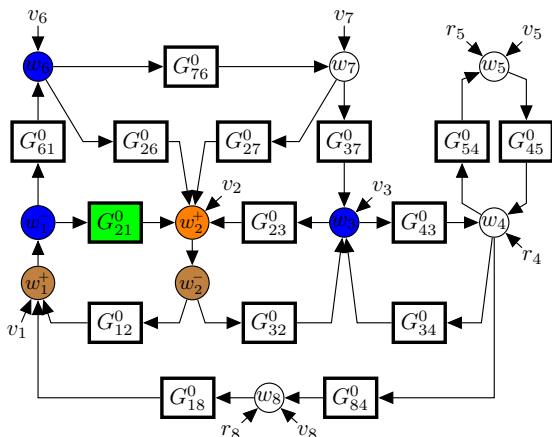 v₆ v₇
r₅ v₅
w₆ G⁰₇₆ w₇ w₅
G⁰₆₁ G⁰₂₆ G⁰₂₇ G⁰₃₇ G⁰₅₄ G⁰₄₅
v₂ v₃
w₁⁻ G⁰₂₁ w₂⁺ G⁰₂₃ w₃ G⁰₄₃ w₄
r₄
w₁⁺ w₂⁻
v₁ G⁰₁₂ G⁰₃₂ G⁰₃₄
G⁰₁₈ w₈ G⁰₈₄
r₈ v₈